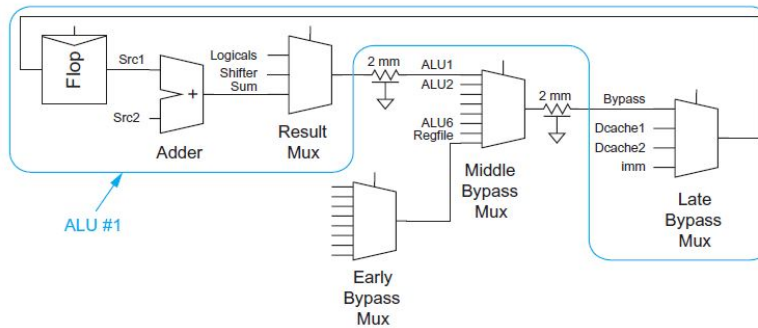 Flop
Src1
Src2
+
Adder
Logicals
Shifter
Sum
Result
Mux
2 mm
ALU1
ALU2
ALU6
Regfile
Middle
Bypass
Mux
2 mm
Bypass
Dcache1
Dcache2
imm
Late
Bypass
Mux
ALU #1
Early
Bypass
Mux